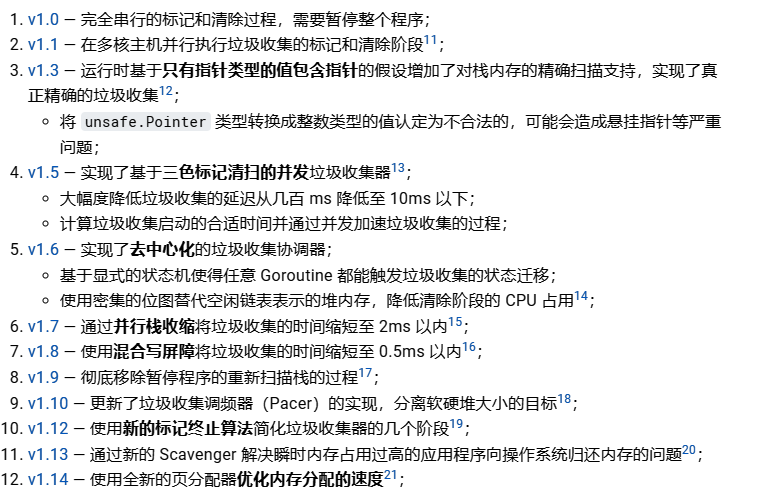 1. v1.0 — 完全串行的标记和清除过程，需要暂停整个程序；
2. v1.1 — 在多核主机并行执行垃圾收集的标记和清除阶段11；
3. v1.3 — 运行时基于只有指针类型的值包含指针的假设增加了对栈内存的精确扫描支持，实现了真
正精确的垃圾收集12；
将 unsafe.Pointer 类型转换成整数类型的值认定为不合法的，可能会造成悬挂指针等严重
问题；
4. v1.5 — 实现了基于三色标记清扫的并发垃圾收集器13；
大幅度降低垃圾收集的延迟从几百 ms 降低至 10ms 以下；
计算垃圾收集启动的合适时间并通过并发加速垃圾收集的过程；
5. v1.6 — 实现了去中心化的垃圾收集协调器；
基于显式的状态机使得任意 Goroutine 都能触发垃圾收集的状态迁移；
使用密集的位图替代空闲链表表示的堆内存，降低清除阶段的 CPU 占用14；
6. v1.7 — 通过并行栈收缩将垃圾收集的时间缩短至 2ms 以内15；
7. v1.8 — 使用混合写屏障将垃圾收集的时间缩短至 0.5ms 以内16；
8. v1.9 — 彻底移除暂停程序的重新扫描栈的过程17；
9. v1.10 — 更新了垃圾收集调频器（Pacer）的实现，分离软硬堆大小的目标18；
10. v1.12 — 使用新的标记终止算法简化垃圾收集器的几个阶段19；
11. v1.13 — 通过新的 Scavenger 解决瞬时内存占用过高的应用程序向操作系统归还内存的问题20；
12. v1.14 — 使用全新的页分配器优化内存分配的速度21；